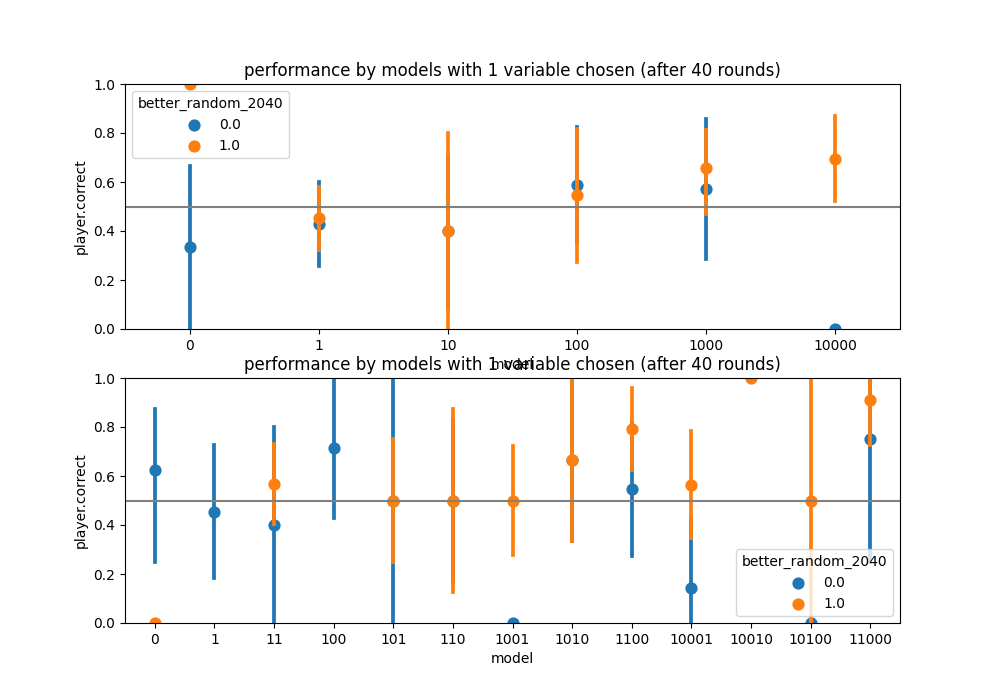 performance by models with 1 variable chosen (after 40 rounds)
1.0
0.8
0.6
0.4
0.2
0.0
player.correct
better_random_2040
0.0
1.0
0 1 10 100 1000 10000
model
performance by models with 1 variable chosen (after 40 rounds)
1.0
0.8
0.6
0.4
0.2
0.0
player.correct
better_random_2040
0.0
1.0
0 1 11 100 101 110 1001 1010 1100 10001 10010 10100 11000
model